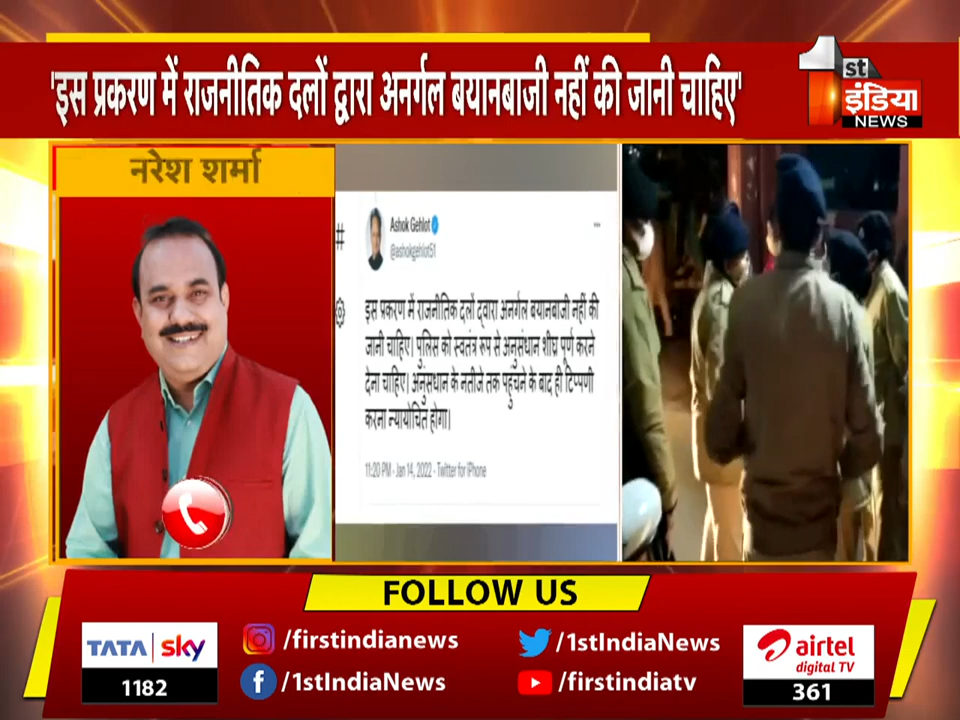 'इस प्रकरण में राजनीतिक दलों द्वारा अनर्गल बयानबाजी नहीं की जानी चाहिए'
1st
इंडिया
NEWS
नरेश शर्मा
#
Ashok Gehlot
@ashokgehlot51
इस प्रकरण में राजनीतिक दलों द्वारा अनर्गल बयानबाजी नहीं की
जानी चाहिए। पुलिस को स्वतंत्र रूप से अनुसंधान शीघ्र पूर्ण करने
देना चाहिए। अनुसंधान के नतीजे तक पहुंचने के बाद ही टिप्पणी
करना न्यायोचित होगा।
11:20 PM · Jan 14, 2022 · Twitter for iPhone
FOLLOW US
TATA sky
1182
/firstindianews
/1stIndiaNews
/1stIndiaNews
/firstindiatv
airtel
digital TV
361